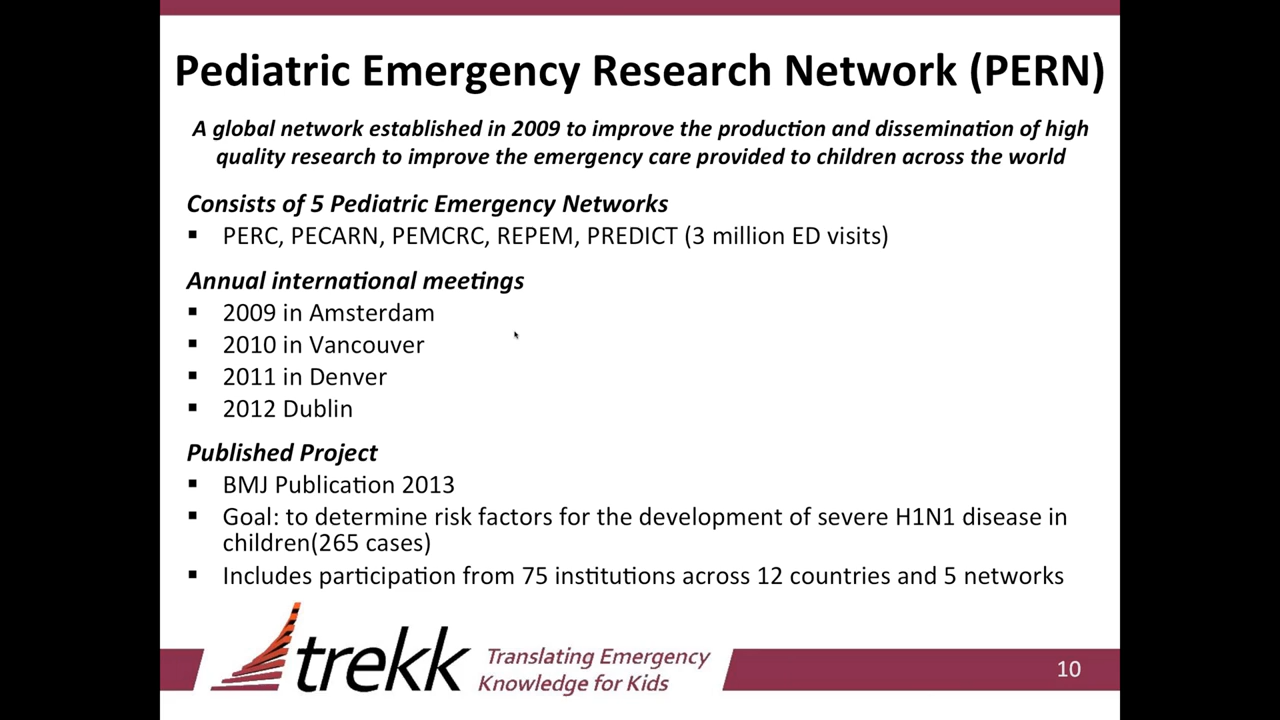 Pediatric Emergency Research Network (PERN)
A global network established in 2009 to improve the production and dissemination of high
quality research to improve the emergency care provided to children across the world
Consists of 5 Pediatric Emergency Networks
▪ PERC, PECARN, PEMCRC, REPEM, PREDICT (3 million ED visits)
Annual international meetings
▪ 2009 in Amsterdam
▪ 2010 in Vancouver
▪ 2011 in Denver
▪ 2012 Dublin
Published Project
▪ BMJ Publication 2013
▪ Goal: to determine risk factors for the development of severe H1N1 disease in
children(265 cases)
▪ Includes participation from 75 institutions across 12 countries and 5 networks
trekk
Translating Emergency
Knowledge for Kids
10